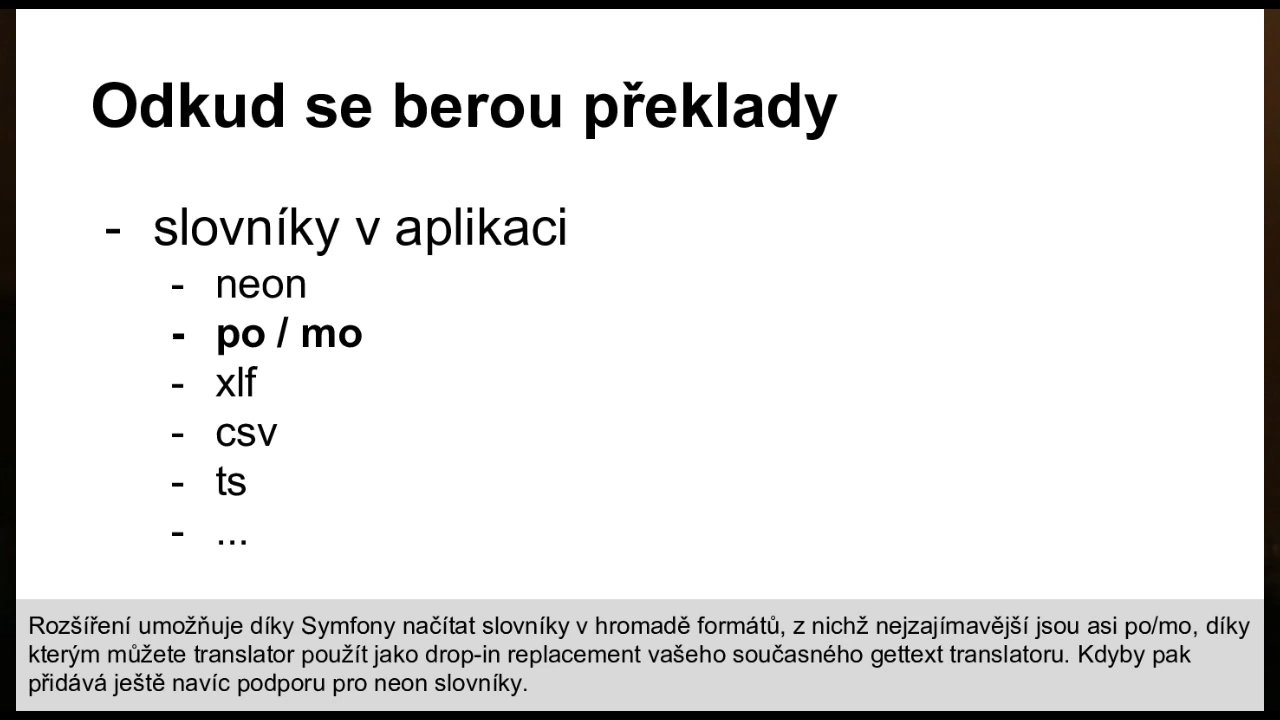 Odkud se berou překlady
- slovníky v aplikaci
- neon
- po / mo
- xlf
- csv
- ts
- ...
Rozšíření umožňuje díky Symfony načítat slovníky v hromadě formátů, z nichž nejzajímavější jsou asi po/mo, díky
kterým můžete translator použít jako drop-in replacement vašeho současného gettext translatoru. Kdyby pak
přidává ještě navíc podporu pro neon slovníky.